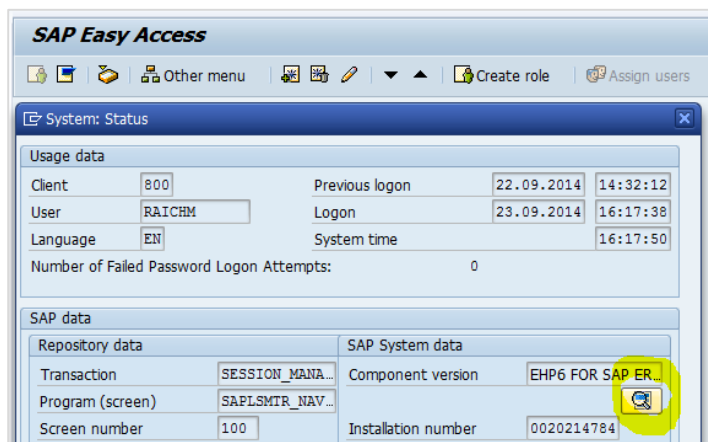 SAP Easy Access
Other menu Create role Assign users
System: Status
Usage data
Client 800 Previous logon 22.09.2014 14:32:12
User RAICHM Logon 23.09.2014 16:17:38
Language EN System time 16:17:50
Number of Failed Password Logon Attempts: 0
SAP data
Repository data SAP System data
Transaction SESSION_MANA… Component version EHP6 FOR SAP ER…
Program (screen) SAPLSMTR_NAV…
Screen number 100 Installation number 0020214784